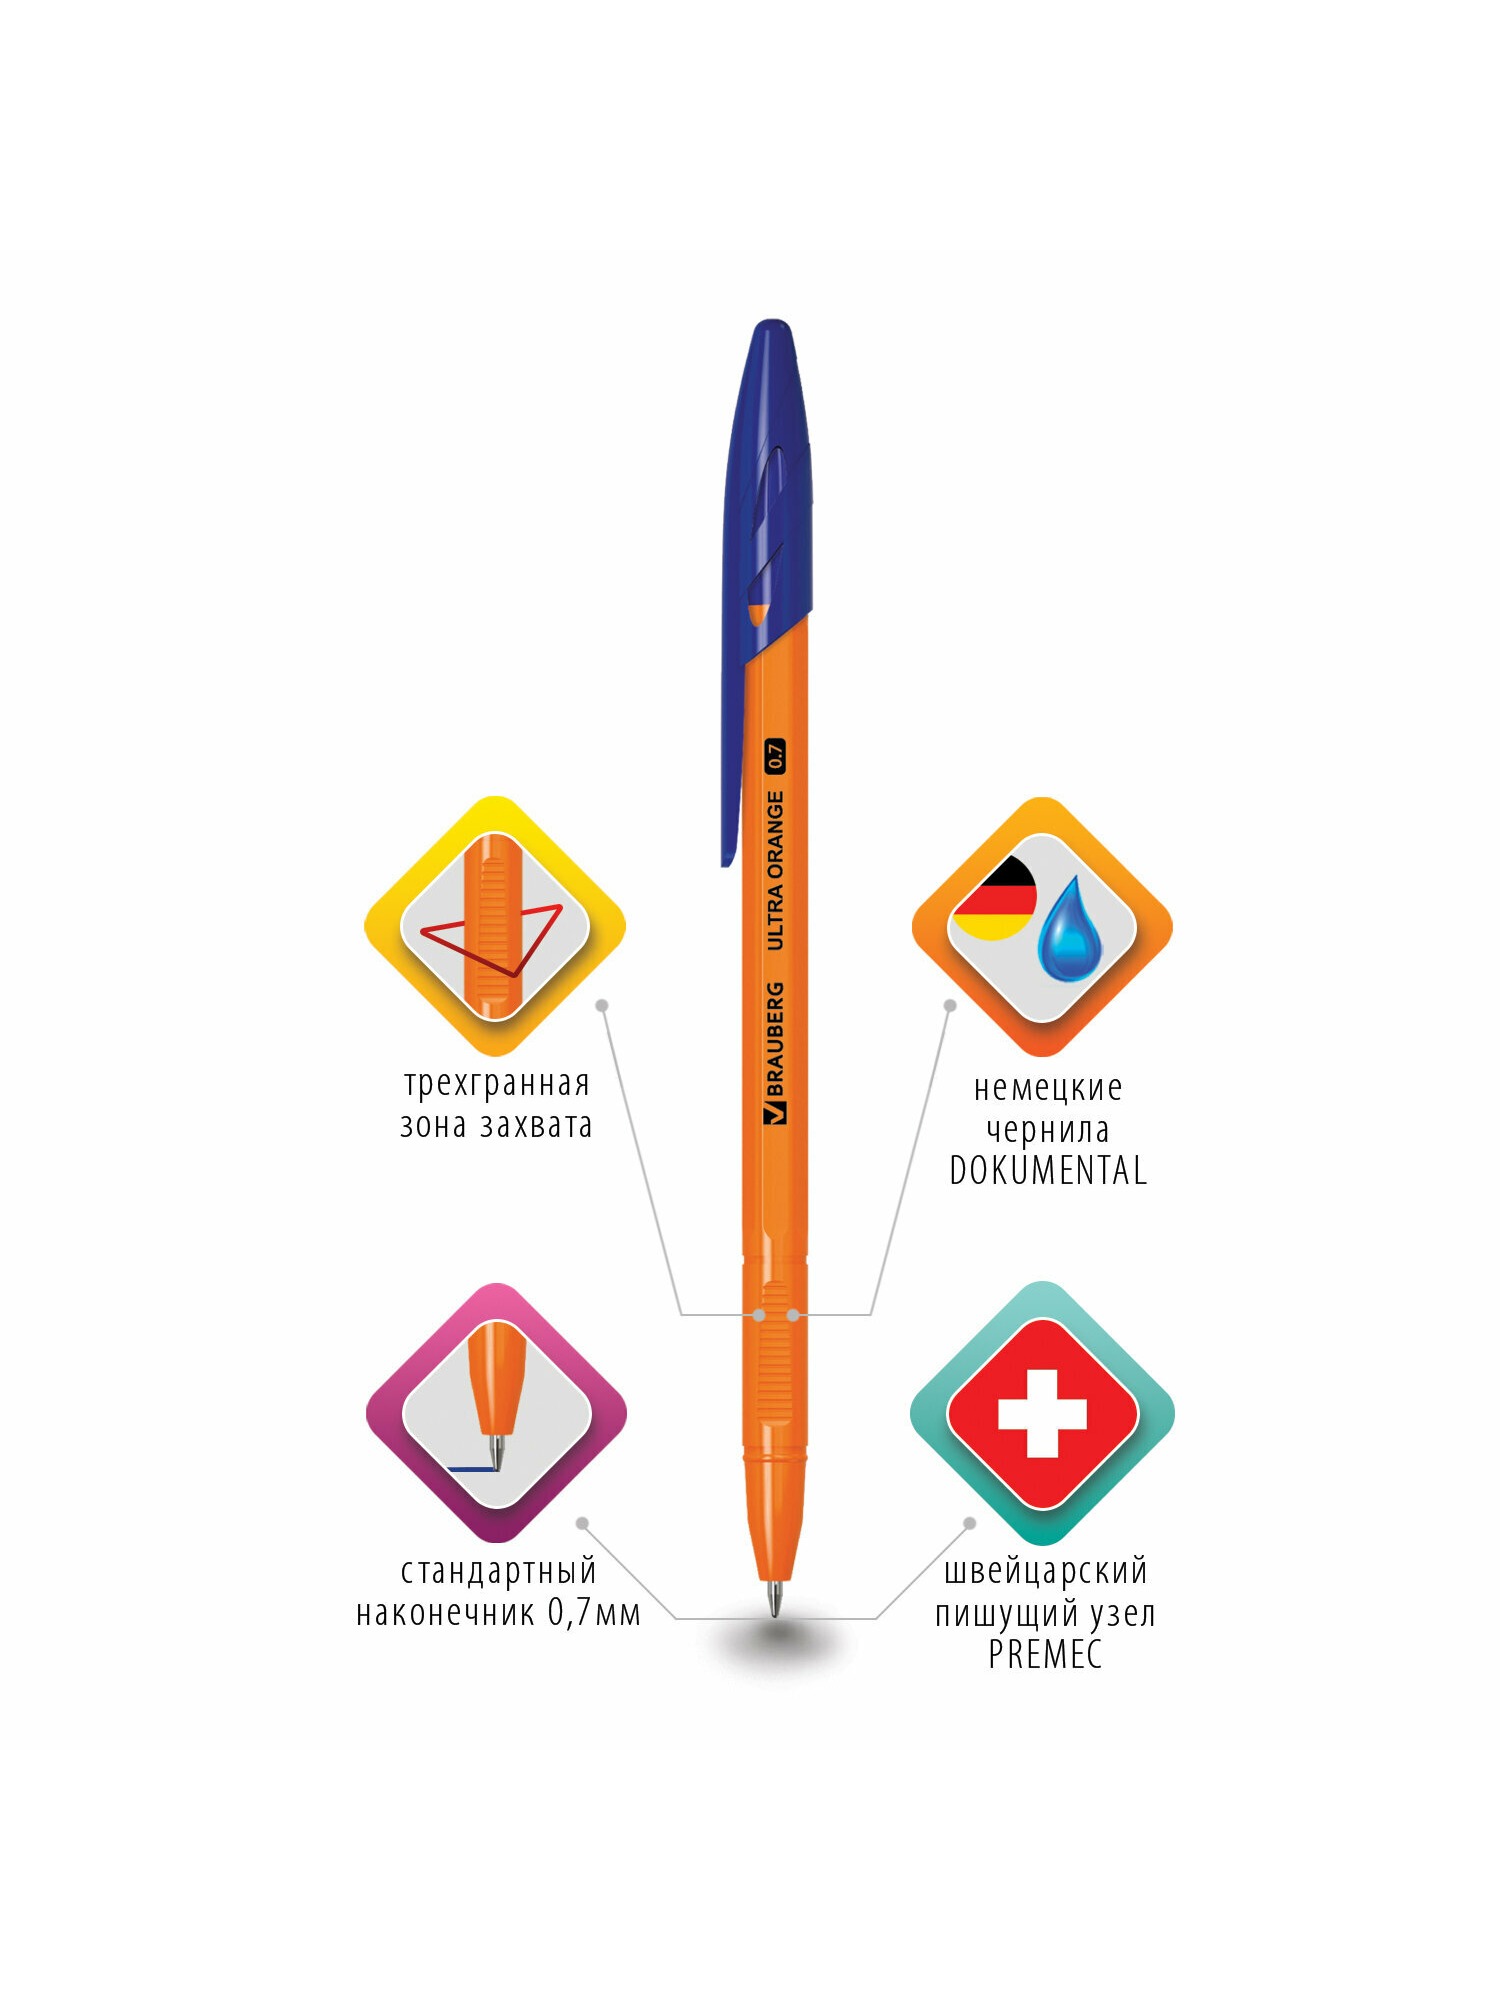 0.7
ULTRA ORANGE
BRAUBERG
трехгранная
зона захвата
немецкие
чернила
DOKUMENTAL
стандартный
наконечник 0,7мм
швейцарский
пишущий узел
PREMEC